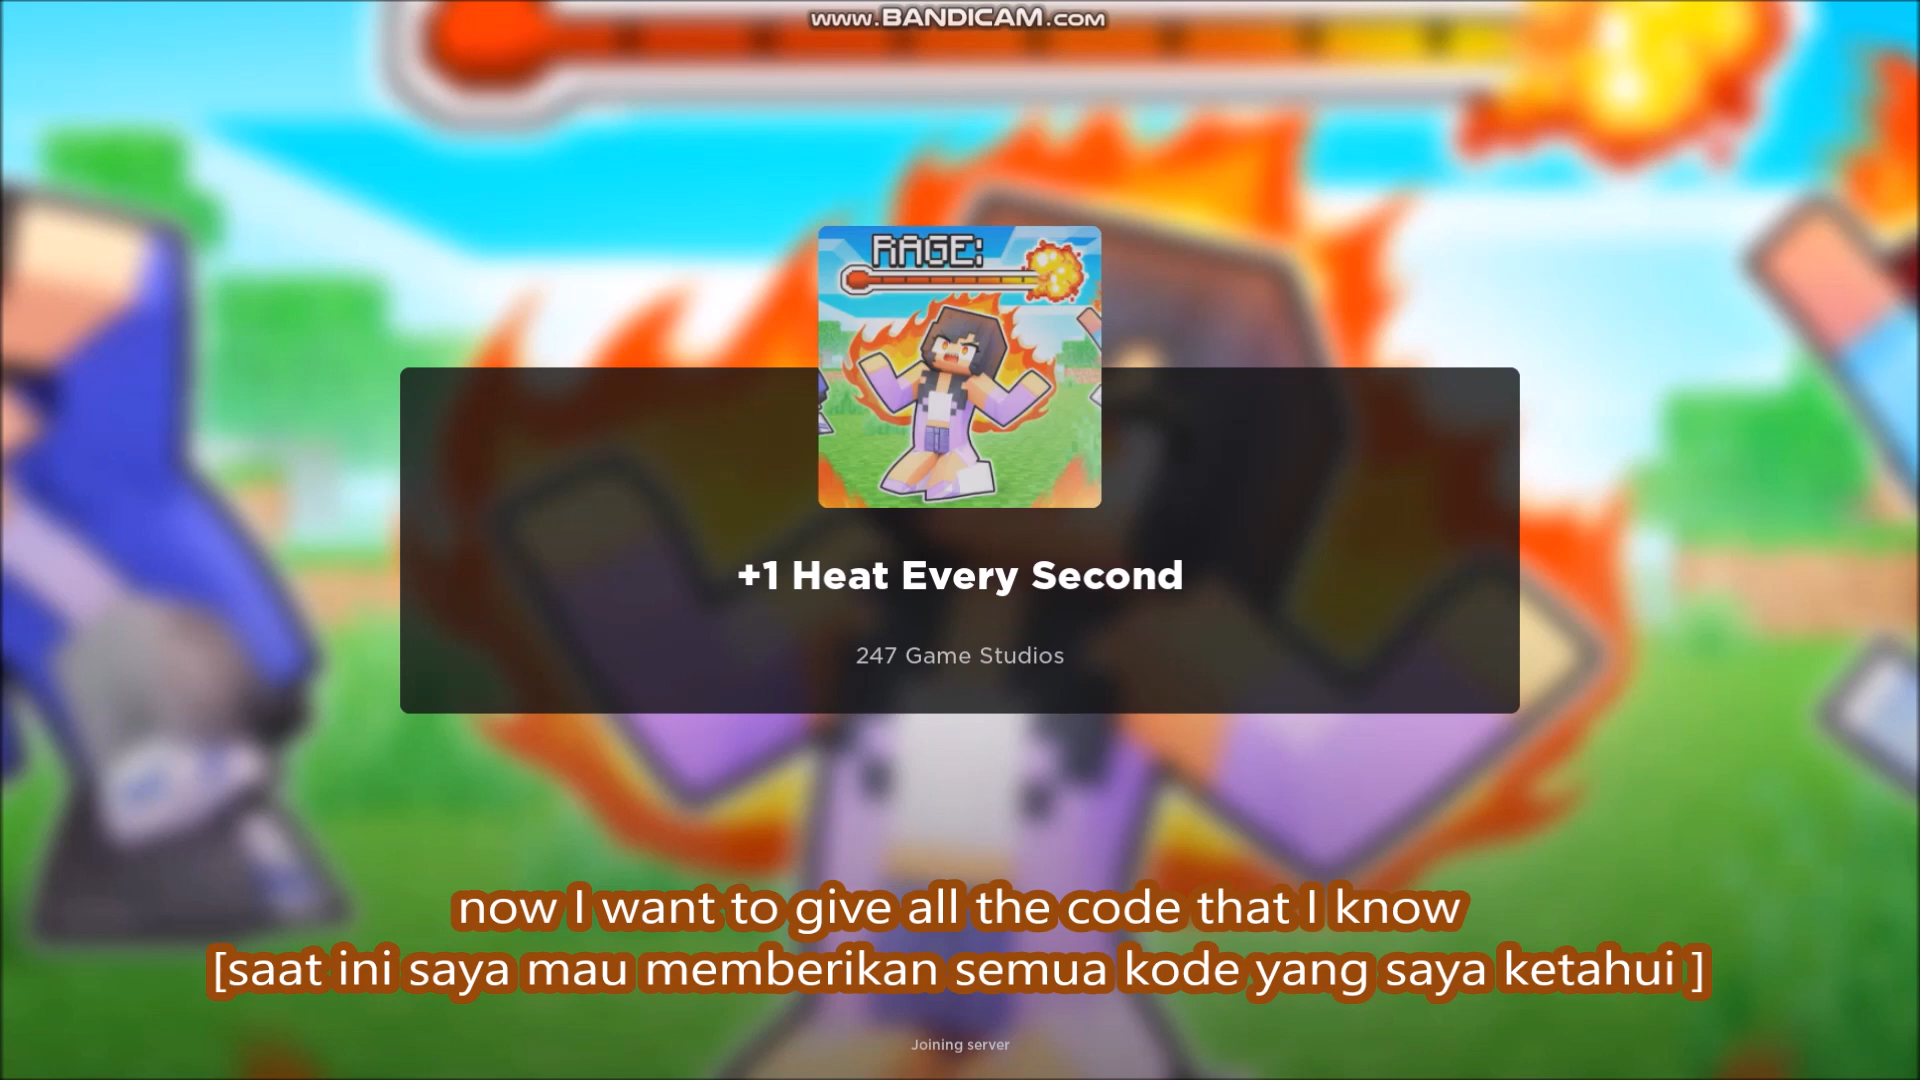 www.BANDICAM.com
RAGE:
+1 Heat Every Second
247 Game Studios
now I want to give all the code that I know
[saat ini saya mau memberikan semua kode yang saya ketahui ]
Joining server